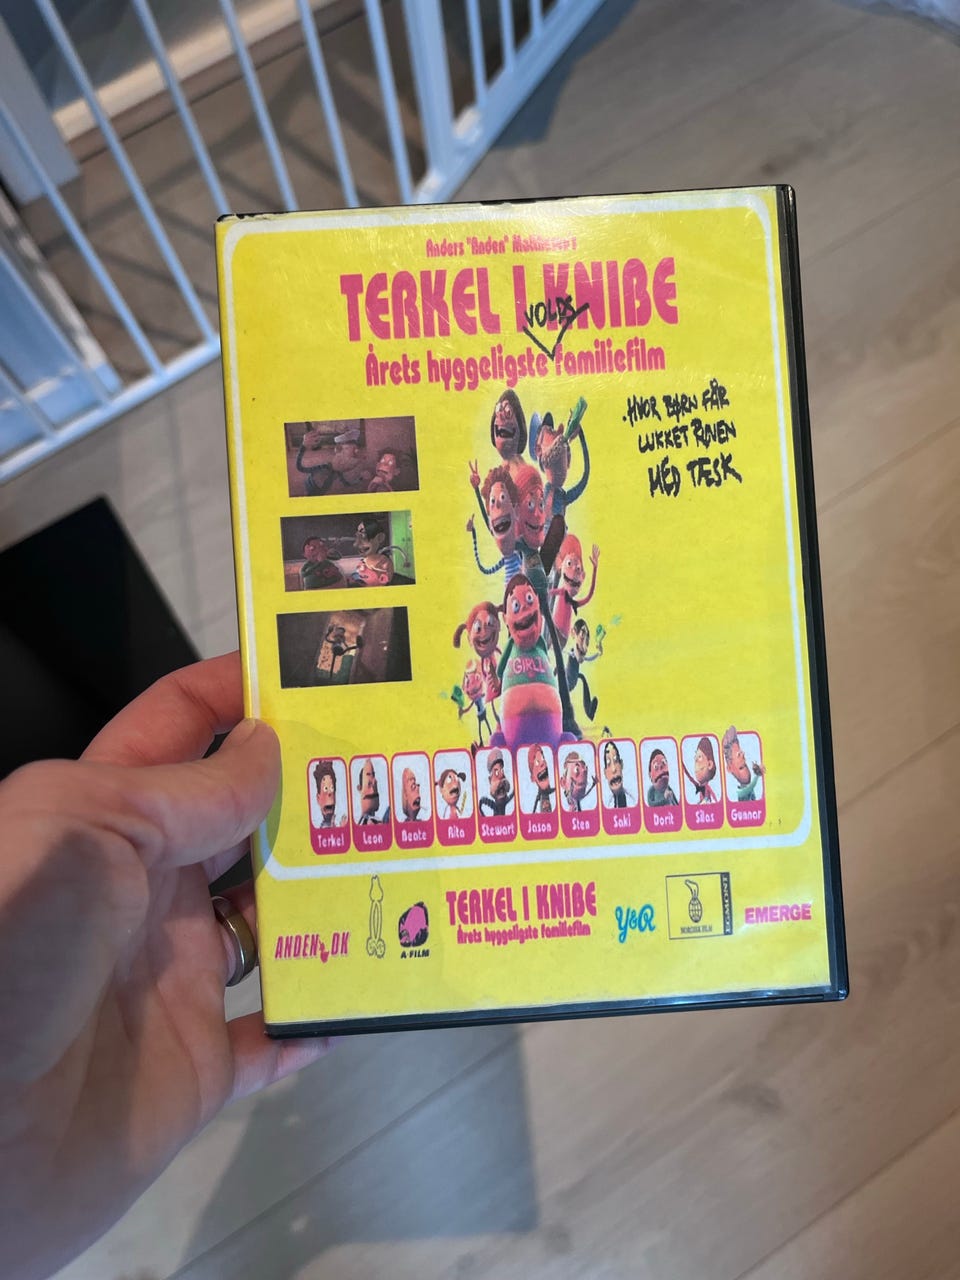 Anders "Anden" Matthesen's
TERKEL I KNIBE
VOLDS
Årets hyggeligste familiefilm
.HVOR BØRN FÅR
LUKKET RØVEN
MED TÆSK
GIRLZ
Terkel Leon Beate Rita Stewart Jason Sten Saki Dorit Silas Gunnar
TERKEL I KNIBE
Årets hyggeligste familiefilm
ANDEN.DK
A-FILM
Y&R
NORDISK FILM
EGMONT
EMERGE